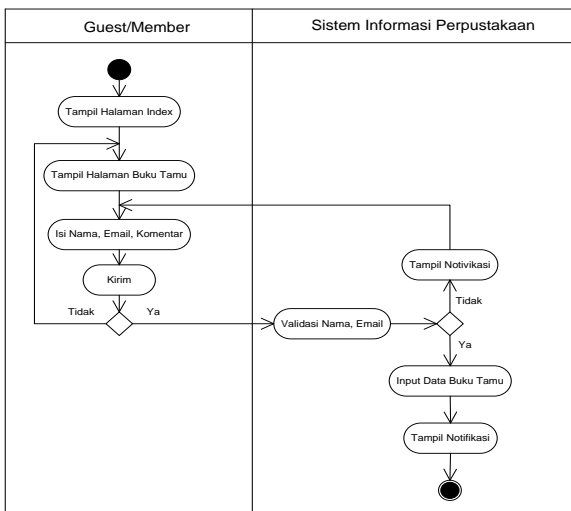 Guest/Member
Sistem Informasi Perpustakaan
Tampil Halaman Index
Tampil Halaman Buku Tamu
Isi Nama, Email, Komentar
Kirim
Tidak
Ya
Validasi Nama, Email
Tampil Notivikasi
Tidak
Ya
Input Data Buku Tamu
Tampil Notifikasi